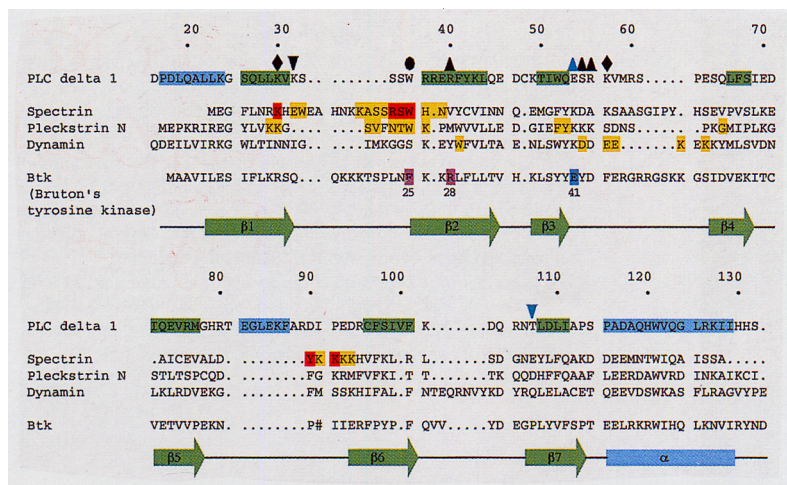 20 30 40 50 60 70
PLC delta 1 DPDLQALLKG SQLLKVKS.. ......SSW RRERFYKLQE DCKTIWQESR KVMRS..... PESQLFSIED
Spectrin MEG FLNRKHEWEA HNKKASSRSW H.NVYCVINN Q.EMGFYKDA KSAASGIPY. HSEVPVSLKE
Pleckstrin N MEPKRIREG YLVKKG.... ....SVFNTW K.PMWVVLLE D.GIEFYKKK SDNS...... .PKGMIPLKG
Dynamin QDEILVIRKG WLTINNIG.. ....IMKGGS K.EYWFVLTA E.NLSWYKDD EE......K EKKYMLSVDN
Btk MAAVILES IFLKRSQ... QKKKTSPLNF K.KRLFLLTV H.KLSYYEYD FERGRRGSKK GSIDVEKITC
(Bruton's 25 28 41
tyrosine kinase)
β1 β2 β3 β4
80 90 100 110 120 130
PLC delta 1 IQEVRMGHRT EGLEKFARDI PEDRCFSIVF K.......DQ RNTLDLIAPS PADAQHWVQG LRKIIHHS.
Spectrin .AICEVALD. .........YK KKKHVFKL.R L.......SD GNEYLFQAKD DEEMNTWIQA ISSA.....
Pleckstrin N STLTSPCQD. ........FG KRMFVFKI.T T.......TK QQDHFFQAAF LEERDAWVRD INKAIKCI.
Dynamin LKLRDVEKG. ........FM SSKHIFAL.F NTEQRNVYKD YRQLELACET QEEVDSWKAS FLRAGVYPE
Btk VETVVPEKN. ........P# IIERFPYP.F QVV.....YD EGPLYVFSPT EELRKRWIHQ LKNVIRYND
β5 β6 β7 α